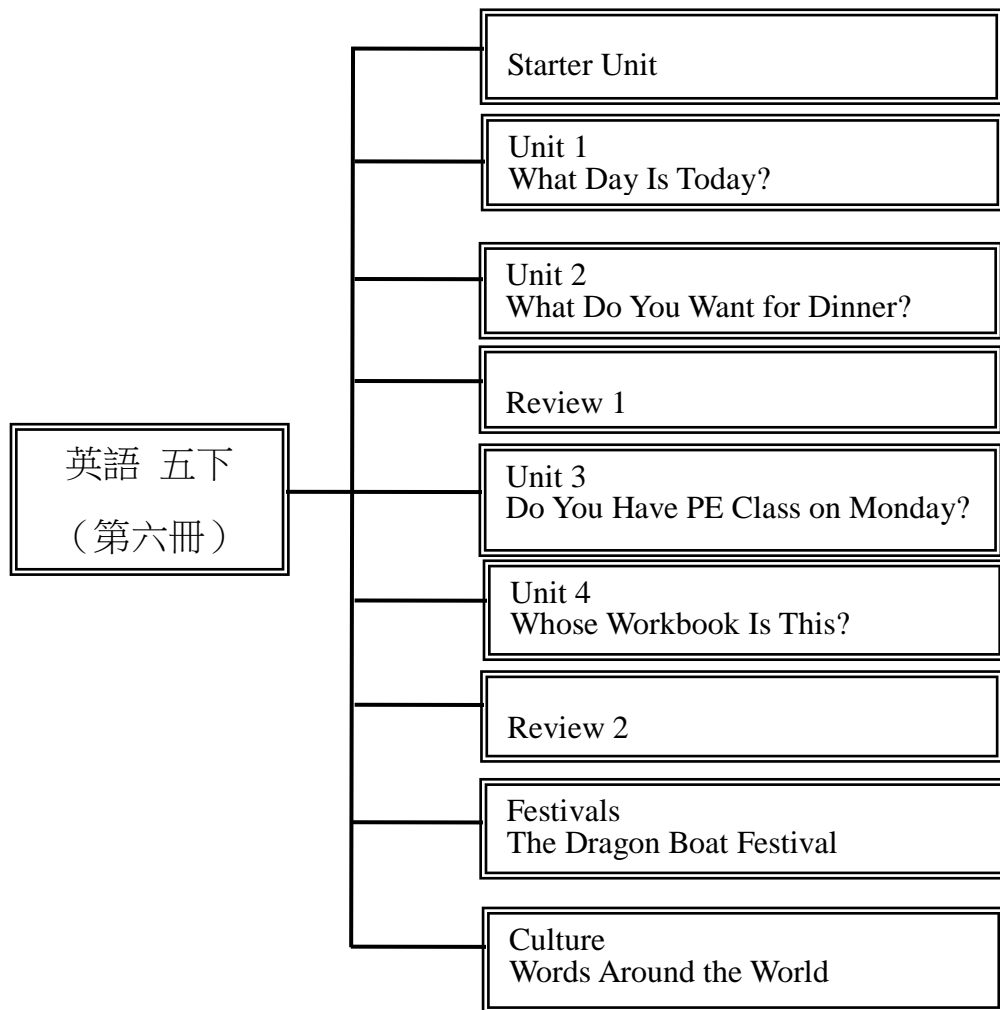 Starter Unit
Unit 1
What Day Is Today?
Unit 2
What Do You Want for Dinner?
Review 1
英語 五下
（第六冊）
Unit 3
Do You Have PE Class on Monday?
Unit 4
Whose Workbook Is This?
Review 2
Festivals
The Dragon Boat Festival
Culture
Words Around the World